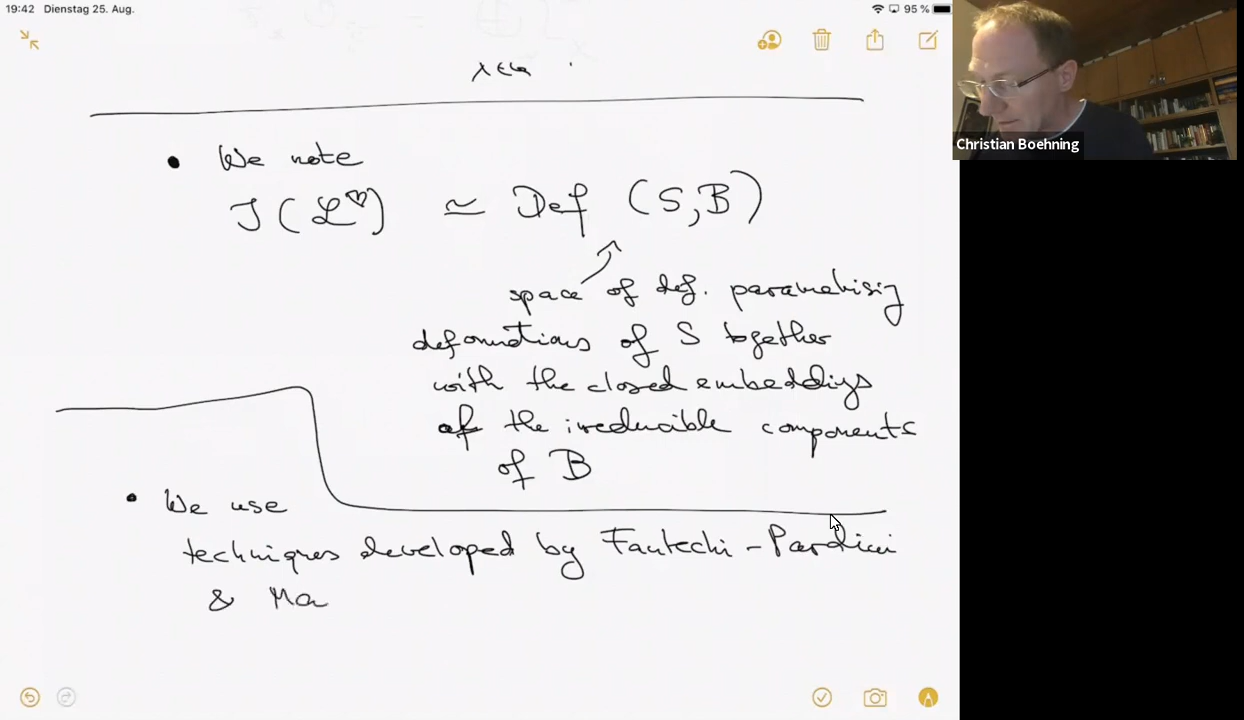 19:42 Dienstag 25. Aug.
95 %
Christian Boehning
• We note
J(ℒ♡) ≃ Def (S,B)
space of def. parametrising
deformations of S together
with the closed embeddings
of the irreducible components
of B
• We use
techniques developed by Fantechi - Pardini
& Ma